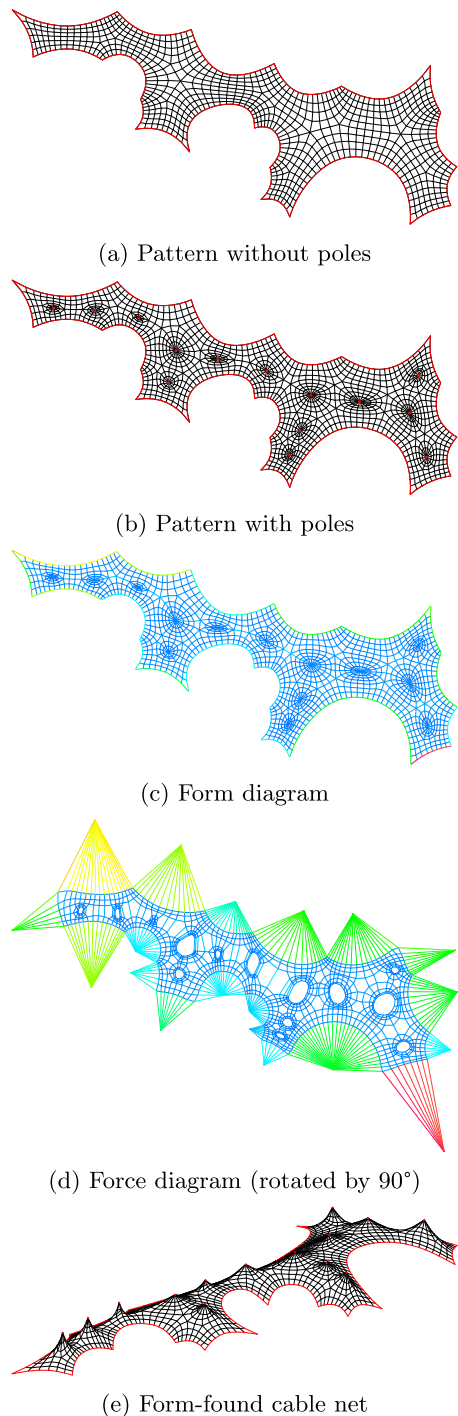 (a) Pattern without poles
(b) Pattern with poles
(c) Form diagram
(d) Force diagram (rotated by 90°)
(e) Form-found cable net